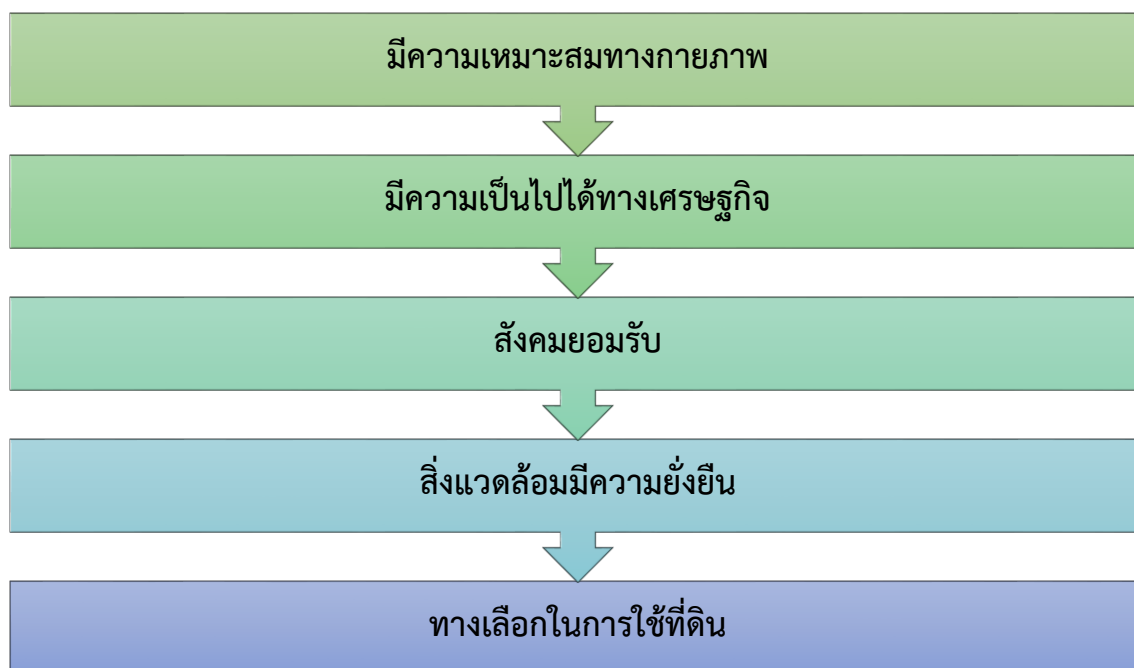 มีความเหมาะสมทางกายภาพ
มีความเป็นไปได้ทางเศรษฐกิจ
สังคมยอมรับ
สิ่งแวดล้อมมีความยั่งยืน
ทางเลือกในการใช้ที่ดิน